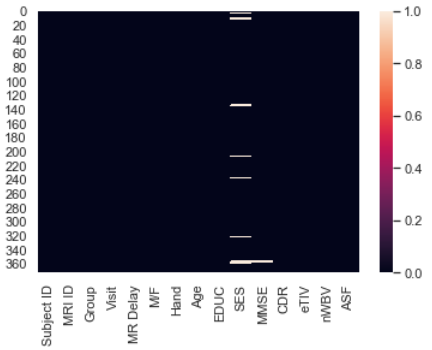 0
20
40
60
80
100
120
140
160
180
200
220
240
260
280
300
320
340
360
1.0
0.8
0.6
0.4
0.2
0.0
Subject ID
MRI ID
Group
Visit
MR Delay
M/F
Hand
Age
EDUC
SES
MMSE
CDR
eTIV
nWBV
ASF